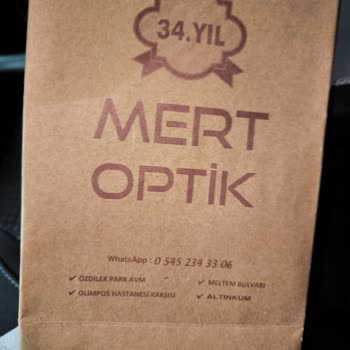 34.YIL
MERT
OPTİK
WhatsApp : 0 545 234 33 06
✔ ÖZDİLEK PARK AVM ✔ MELTEM BULVARI
✔ OLİMPOS HASTANESİ KARŞISI ✔ ALTINKUM